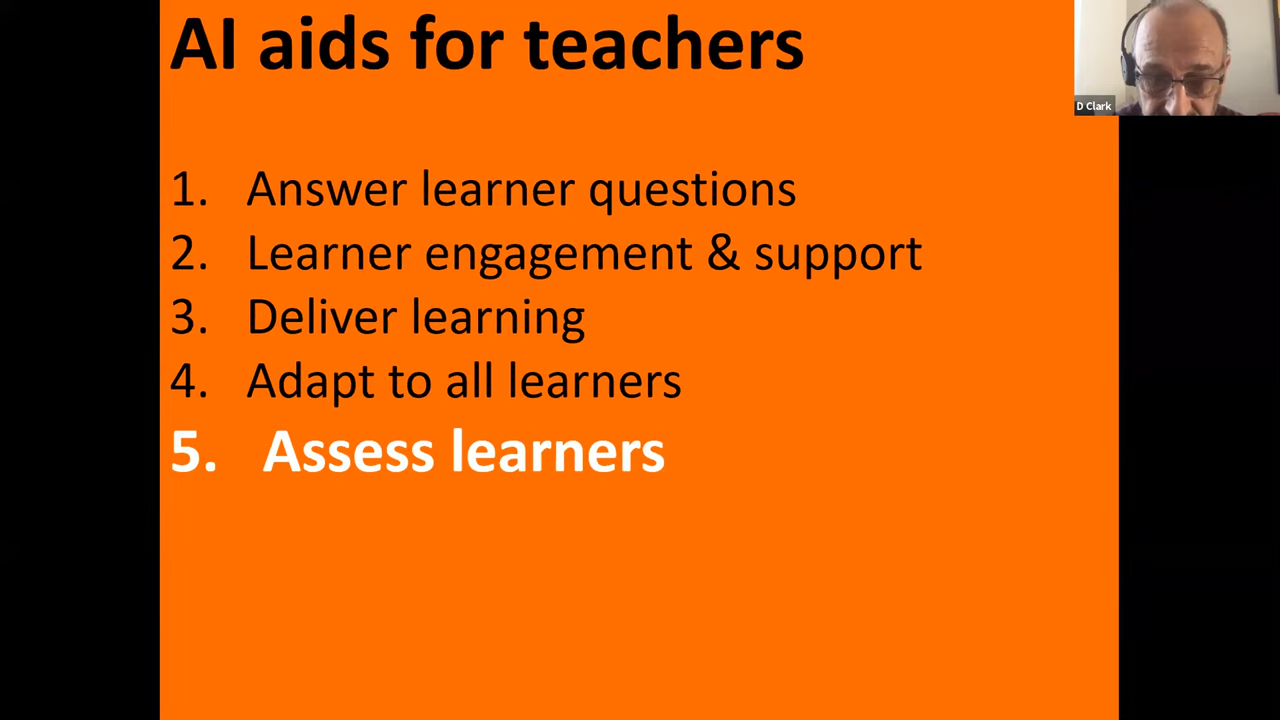 AI aids for teachers
D Clark
1. Answer learner questions
2. Learner engagement & support
3. Deliver learning
4. Adapt to all learners
5. Assess learners